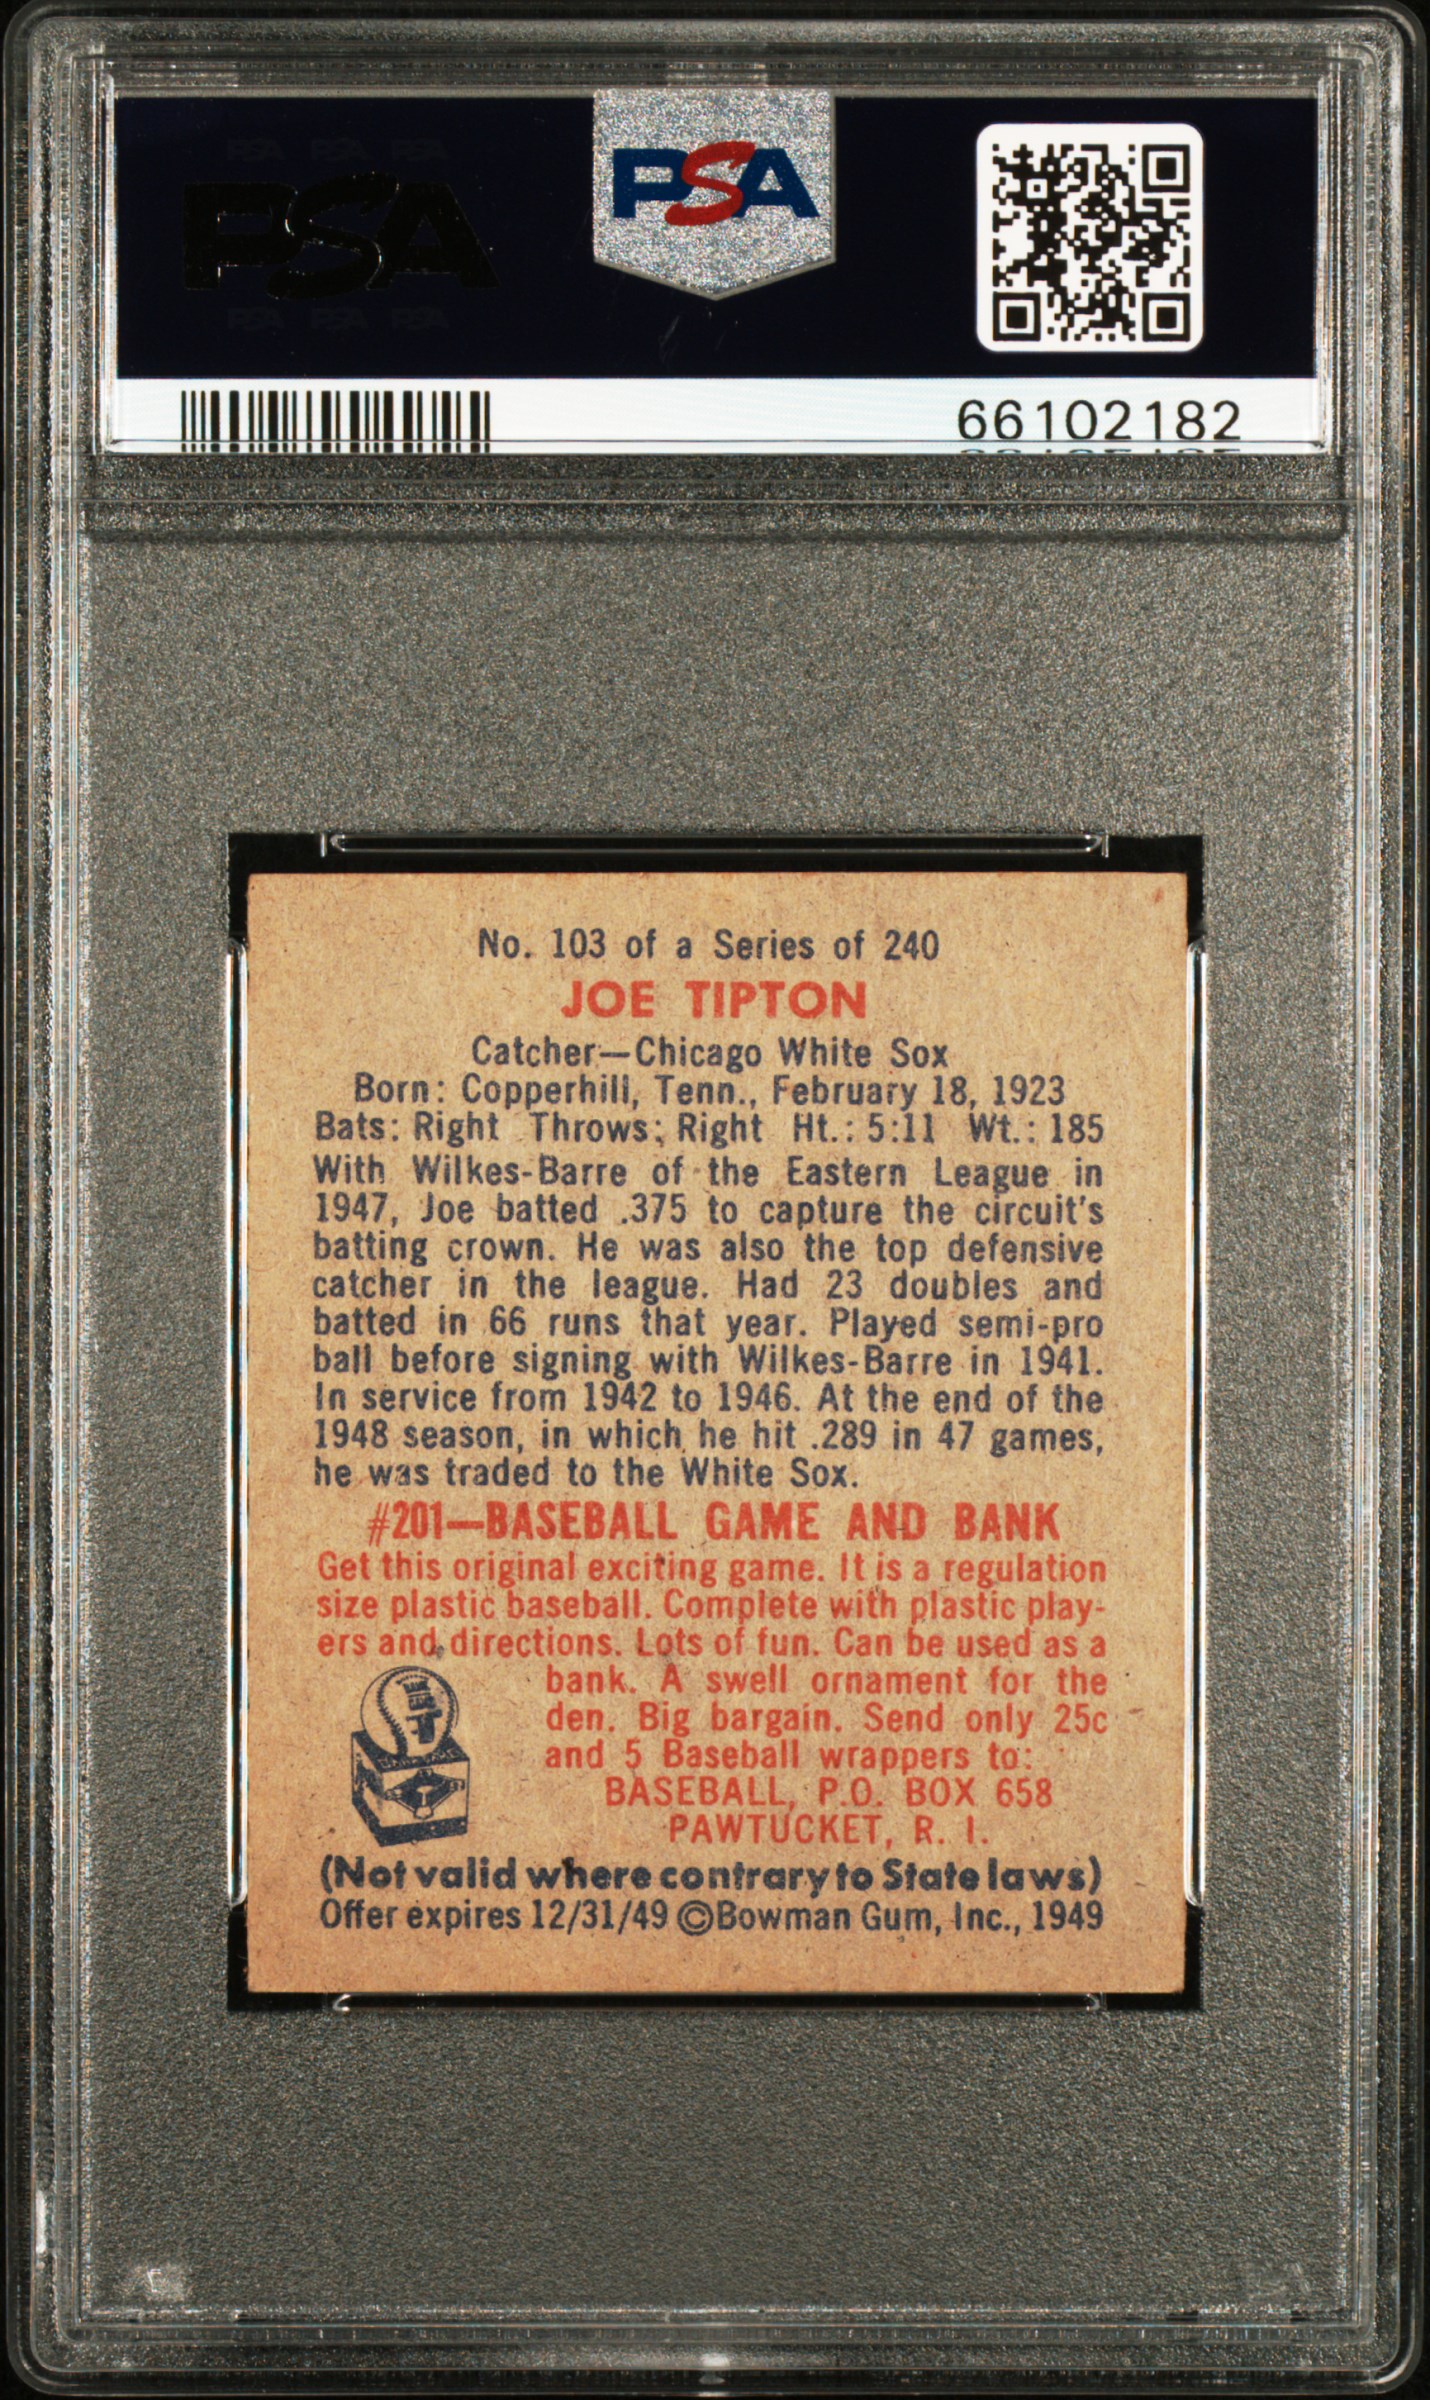 PSA PSA PSA
PSA
PSA PSA PSA
PSA
66102182
No. 103 of a Series of 240
JOE TIPTON
Catcher—Chicago White Sox
Born: Copperhill, Tenn., February 18, 1923
Bats: Right Throws: Right Ht.: 5:11 Wt.: 185
With Wilkes-Barre of the Eastern League in
1947, Joe batted .375 to capture the circuit's
batting crown. He was also the top defensive
catcher in the league. Had 23 doubles and
batted in 66 runs that year. Played semi-pro
ball before signing with Wilkes-Barre in 1941.
In service from 1942 to 1946. At the end of the
1948 season, in which he hit .289 in 47 games,
he was traded to the White Sox.
#201—BASEBALL GAME AND BANK
Get this original exciting game. It is a regulation
size plastic baseball. Complete with plastic play-
ers and directions. Lots of fun. Can be used as a
bank. A swell ornament for the
den. Big bargain. Send only 25c
and 5 Baseball wrappers to:
BASEBALL, P.O. BOX 658
PAWTUCKET, R. I.
(Not valid where contrary to State laws)
Offer expires 12/31/49 ©Bowman Gum, Inc., 1949